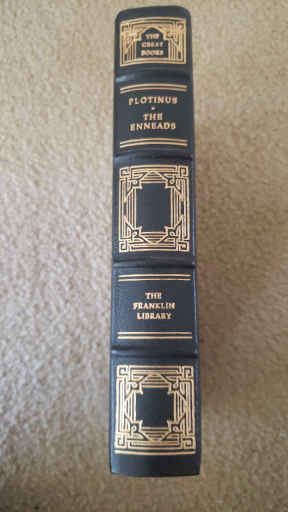 THE
GREAT
BOOKS
PLOTINUS
•
THE
ENNEADS
THE
FRANKLIN
LIBRARY